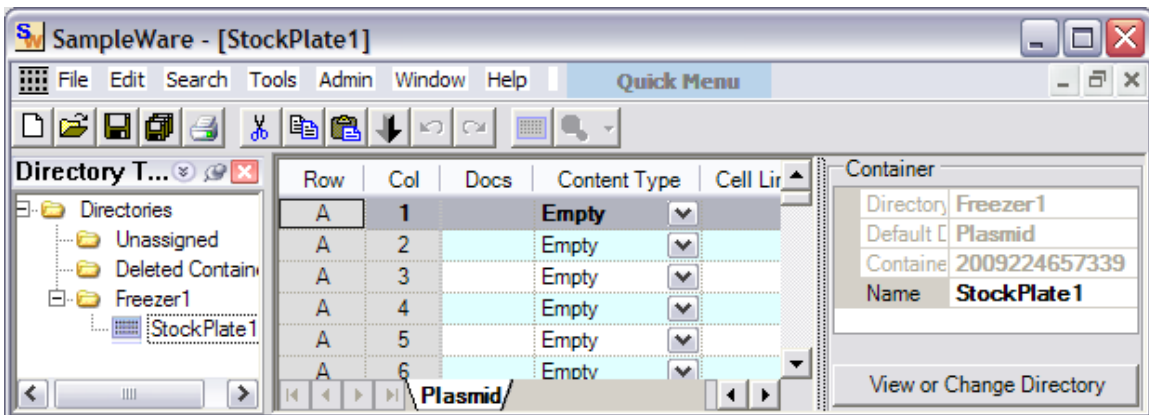 SW SampleWare - [StockPlate1]
File Edit Search Tools Admin Window Help Quick Menu
Directory T...
Directories
Unassigned
Deleted Contain
Freezer1
StockPlate1
Row Col Docs Content Type Cell Lin
A 1 Empty
A 2 Empty
A 3 Empty
A 4 Empty
A 5 Empty
A 6 Empty
Plasmid
Container
Directory Freezer1
Default D Plasmid
Containe 2009224657339
Name StockPlate1
View or Change Directory